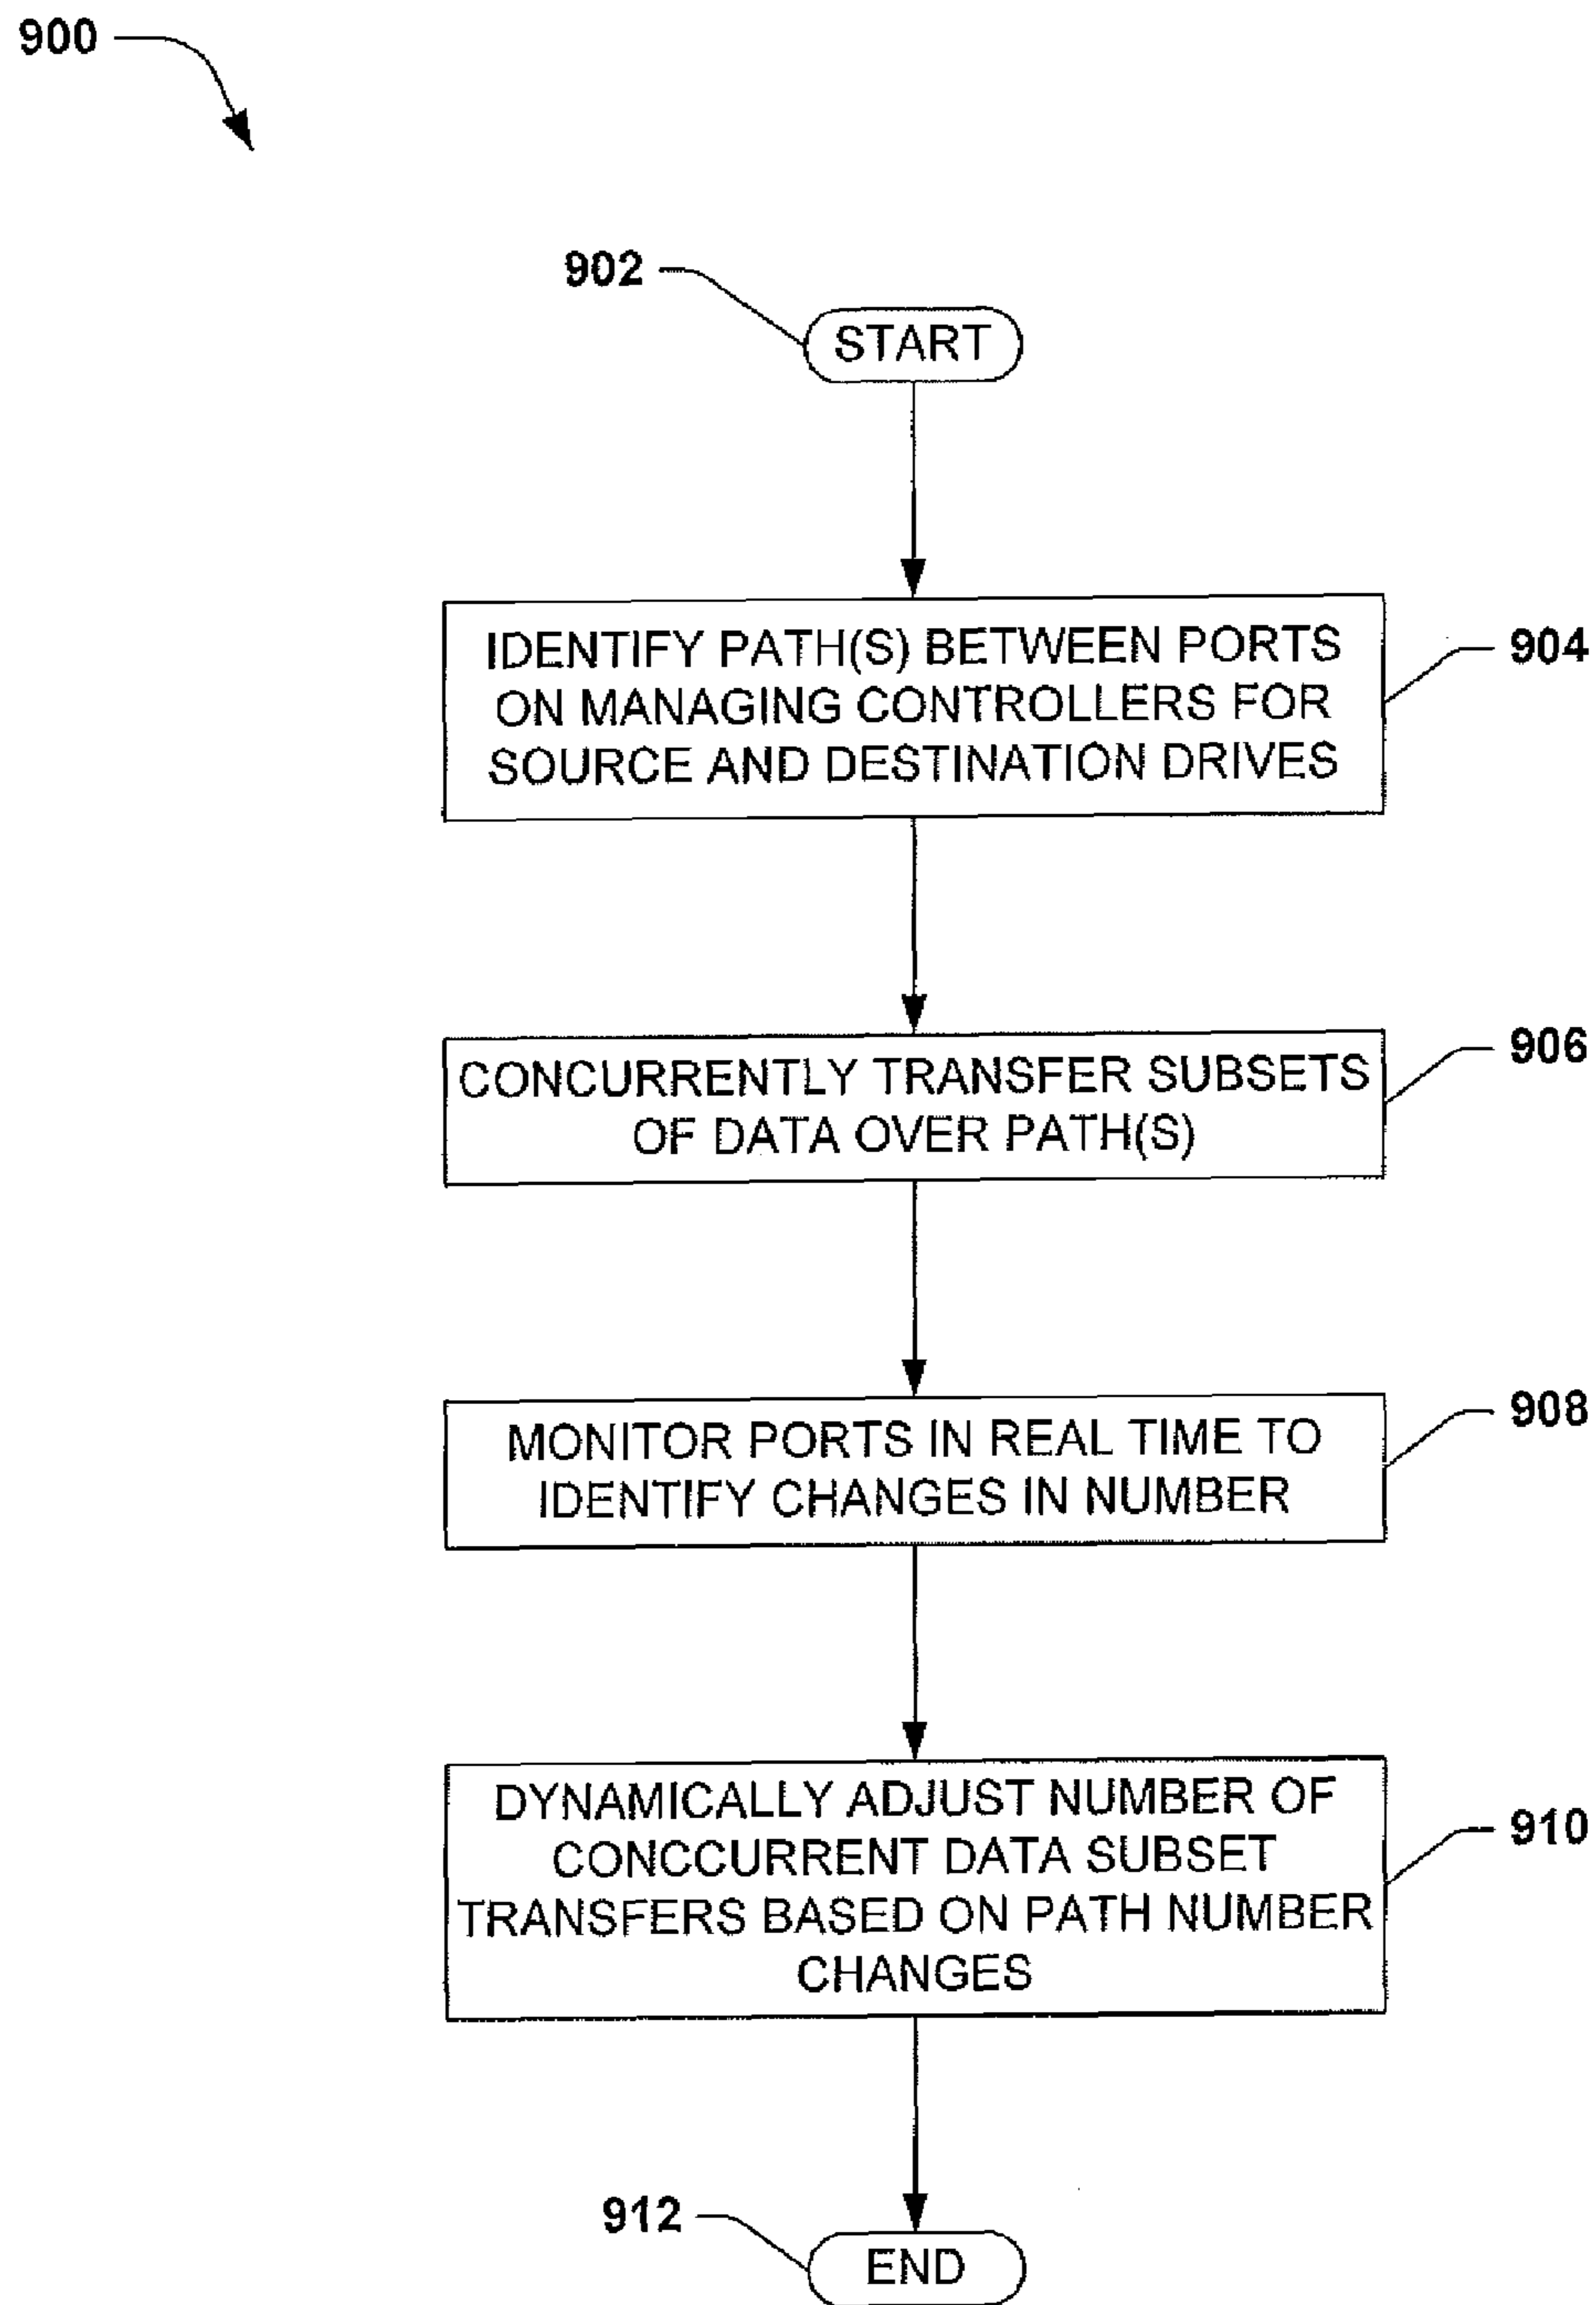 900
902
START
IDENTIFY PATH(S) BETWEEN PORTS
ON MANAGING CONTROLLERS FOR
SOURCE AND DESTINATION DRIVES
904
CONCURRENTLY TRANSFER SUBSETS
OF DATA OVER PATH(S)
906
MONITOR PORTS IN REAL TIME TO
IDENTIFY CHANGES IN NUMBER
908
DYNAMICALLY ADJUST NUMBER OF
CONCCURRENT DATA SUBSET
TRANSFERS BASED ON PATH NUMBER
CHANGES
910
912
END